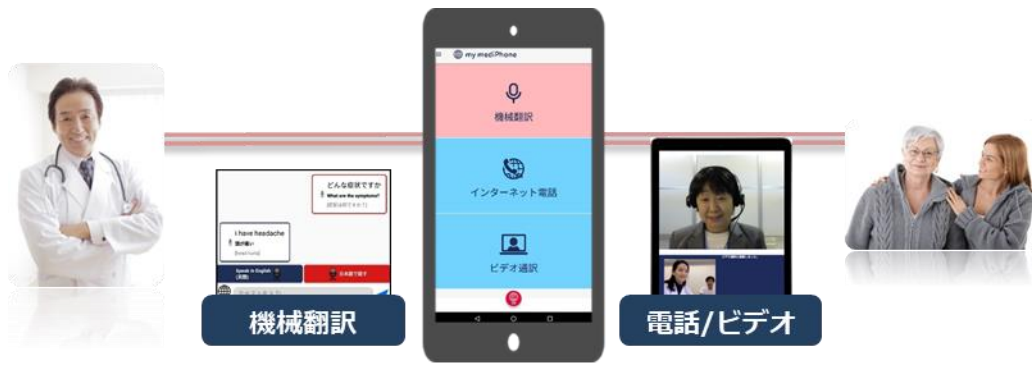 my mediPhone
機械翻訳
インターネット電話
ビデオ通訳
どんな症状ですか
What are the symptoms?
I have headache
頭が痛い
Speak in English
(英語)
日本語で話す
機械翻訳
電話/ビデオ